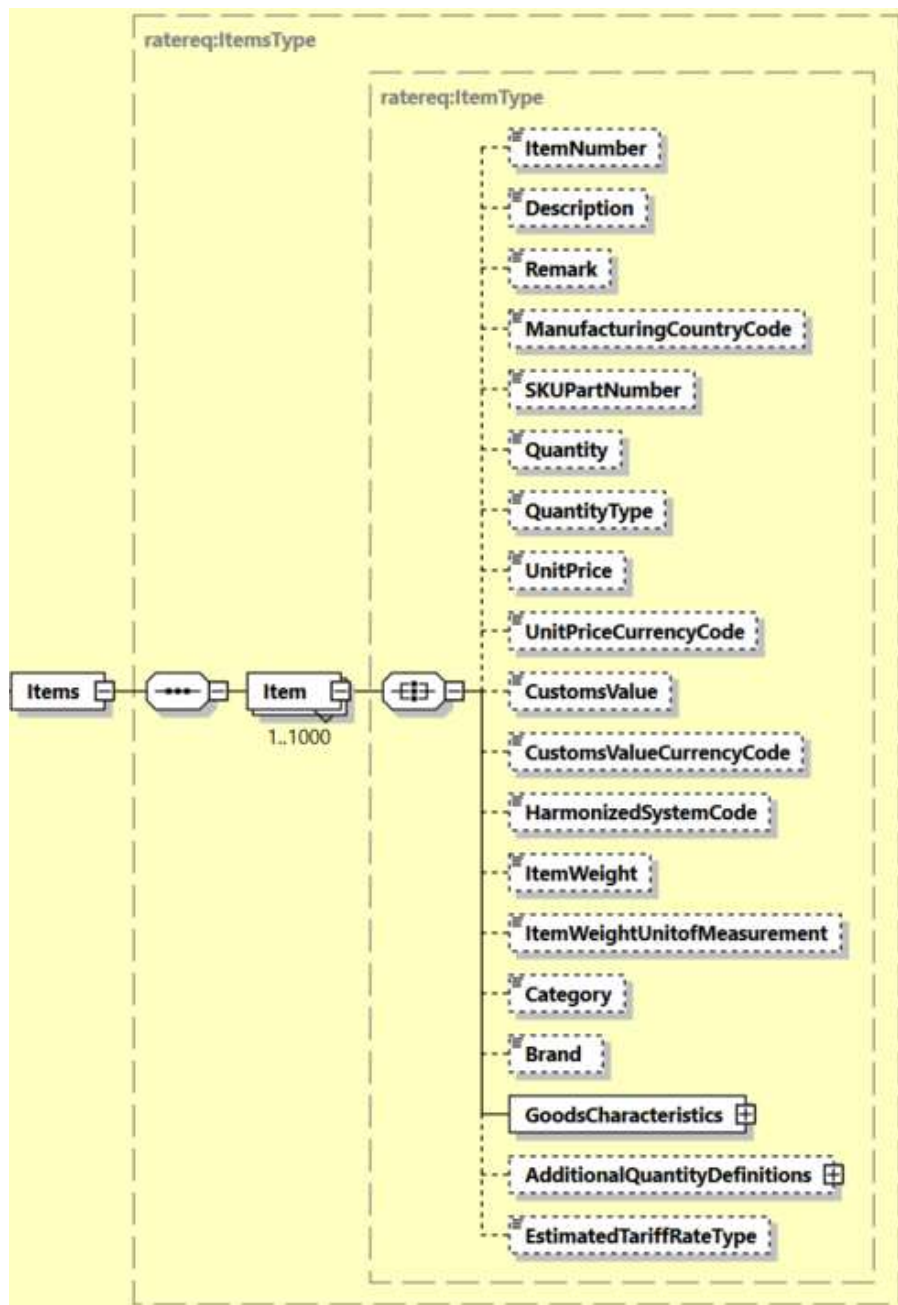 ratereq:ItemsType
ratereq:ItemType
ItemNumber
Description
Remark
ManufacturingCountryCode
SKUPartNumber
Quantity
QuantityType
UnitPrice
UnitPriceCurrencyCode
Items
Item
CustomsValue
1..1000
CustomsValueCurrencyCode
HarmonizedSystemCode
ItemWeight
ItemWeightUnitofMeasurement
Category
Brand
GoodsCharacteristics
AdditionalQuantityDefinitions
EstimatedTariffRateType